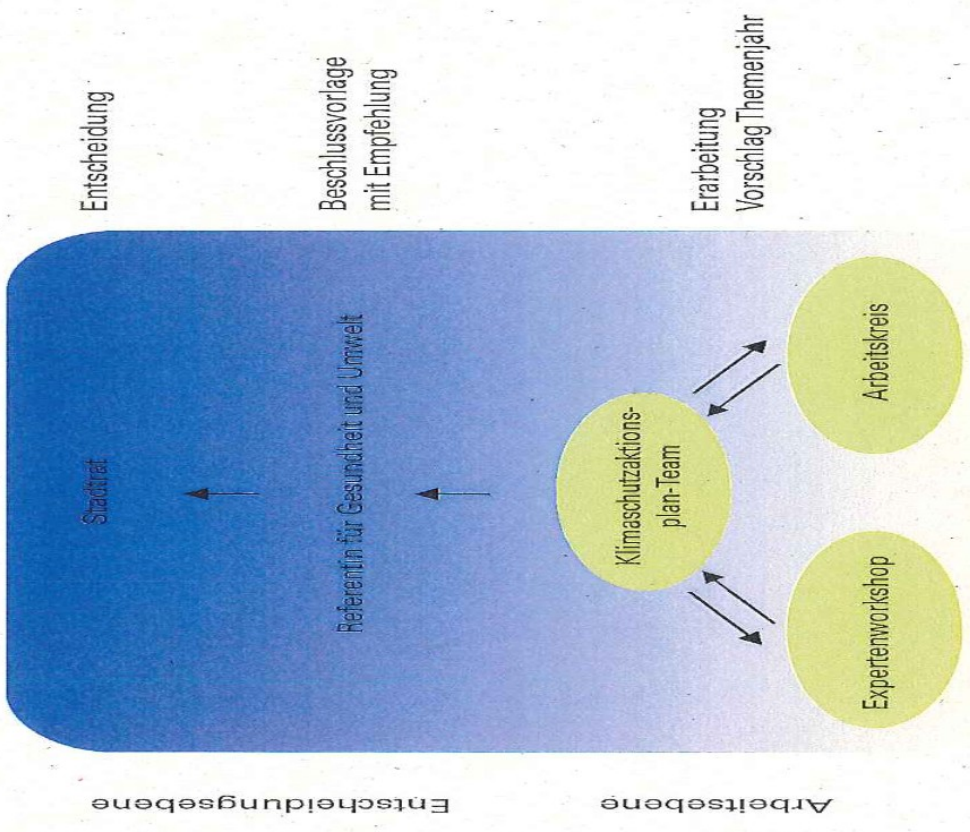 Entscheidungsebene
Arbeitsebene
Stadtrat
Entscheidung
Referentin für Gesundheit und Umwelt
Beschlussvorlage
mit Empfehlung
Klimaschutzaktions-
plan-Team
Erarbeitung
Vorschlag Themenjahr
Expertenworkshop
Arbeitskreis